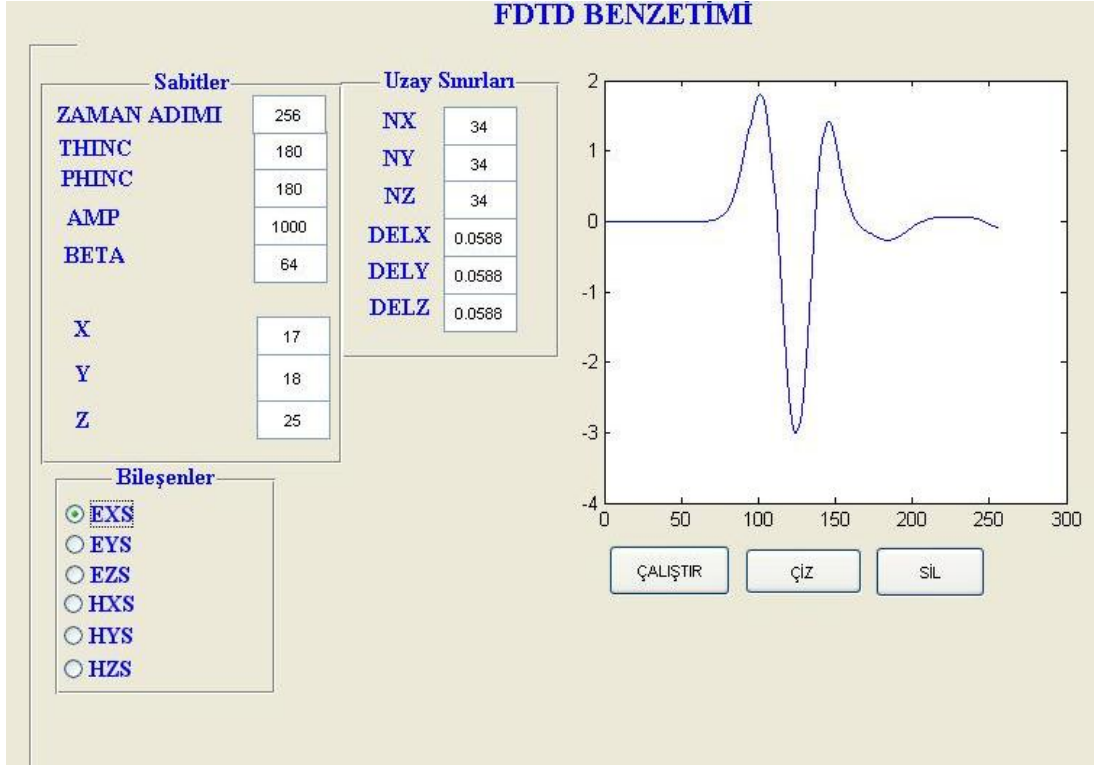 FDTD BENZETİMİ
Sabitler
ZAMAN ADIMI 256
THINC 180
PHINC 180
AMP 1000
BETA 64
X 17
Y 18
Z 25
Uzay Sınırları
NX 34
NY 34
NZ 34
DELX 0.0588
DELY 0.0588
DELZ 0.0588
Bileşenler
EXS
EYS
EZS
HXS
HYS
HZS
2
1
0
-1
-2
-3
-4
0 50 100 150 200 250 300
ÇALIŞTIR ÇİZ SİL